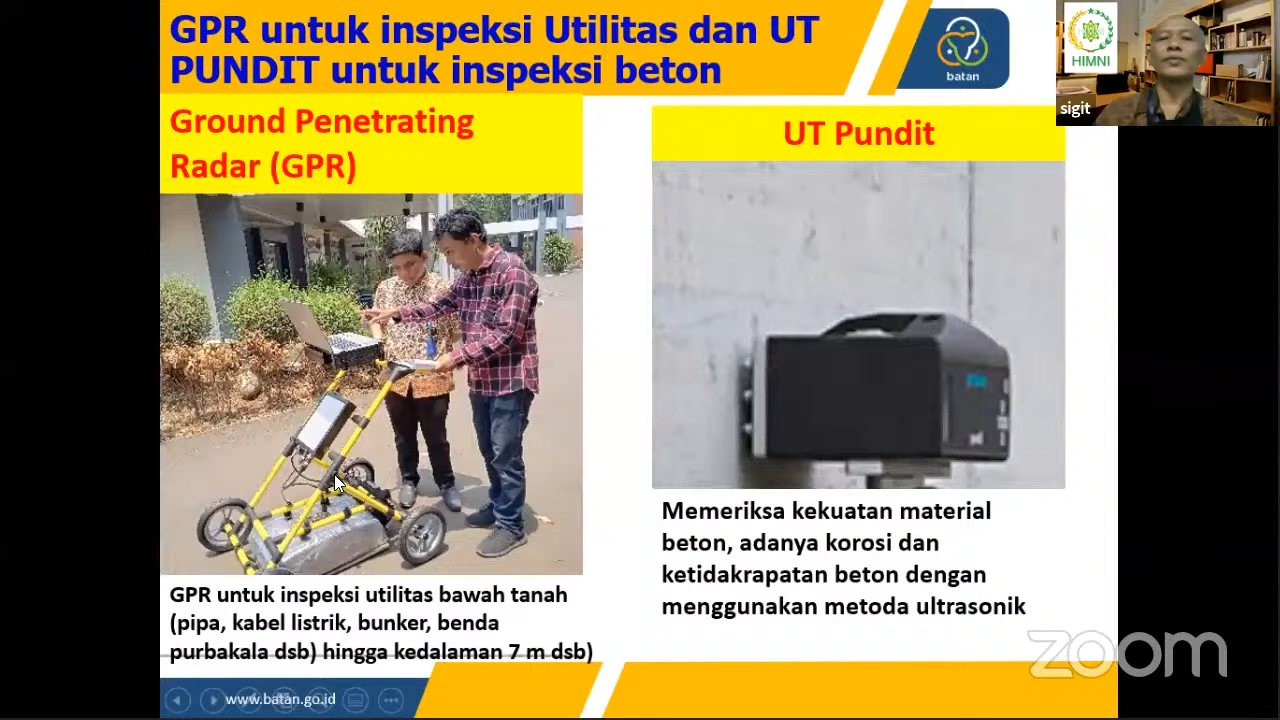 GPR untuk inspeksi Utilitas dan UT
PUNDIT untuk inspeksi beton
batan
HIMNI
sigit
Ground Penetrating
Radar (GPR)
UT Pundit
GPR untuk inspeksi utilitas bawah tanah
(pipa, kabel listrik, bunker, benda
purbakala dsb) hingga kedalaman 7 m dsb)
Memeriksa kekuatan material
beton, adanya korosi dan
ketidakrapatan beton dengan
menggunakan metoda ultrasonik
zoom
www.batan.go.id